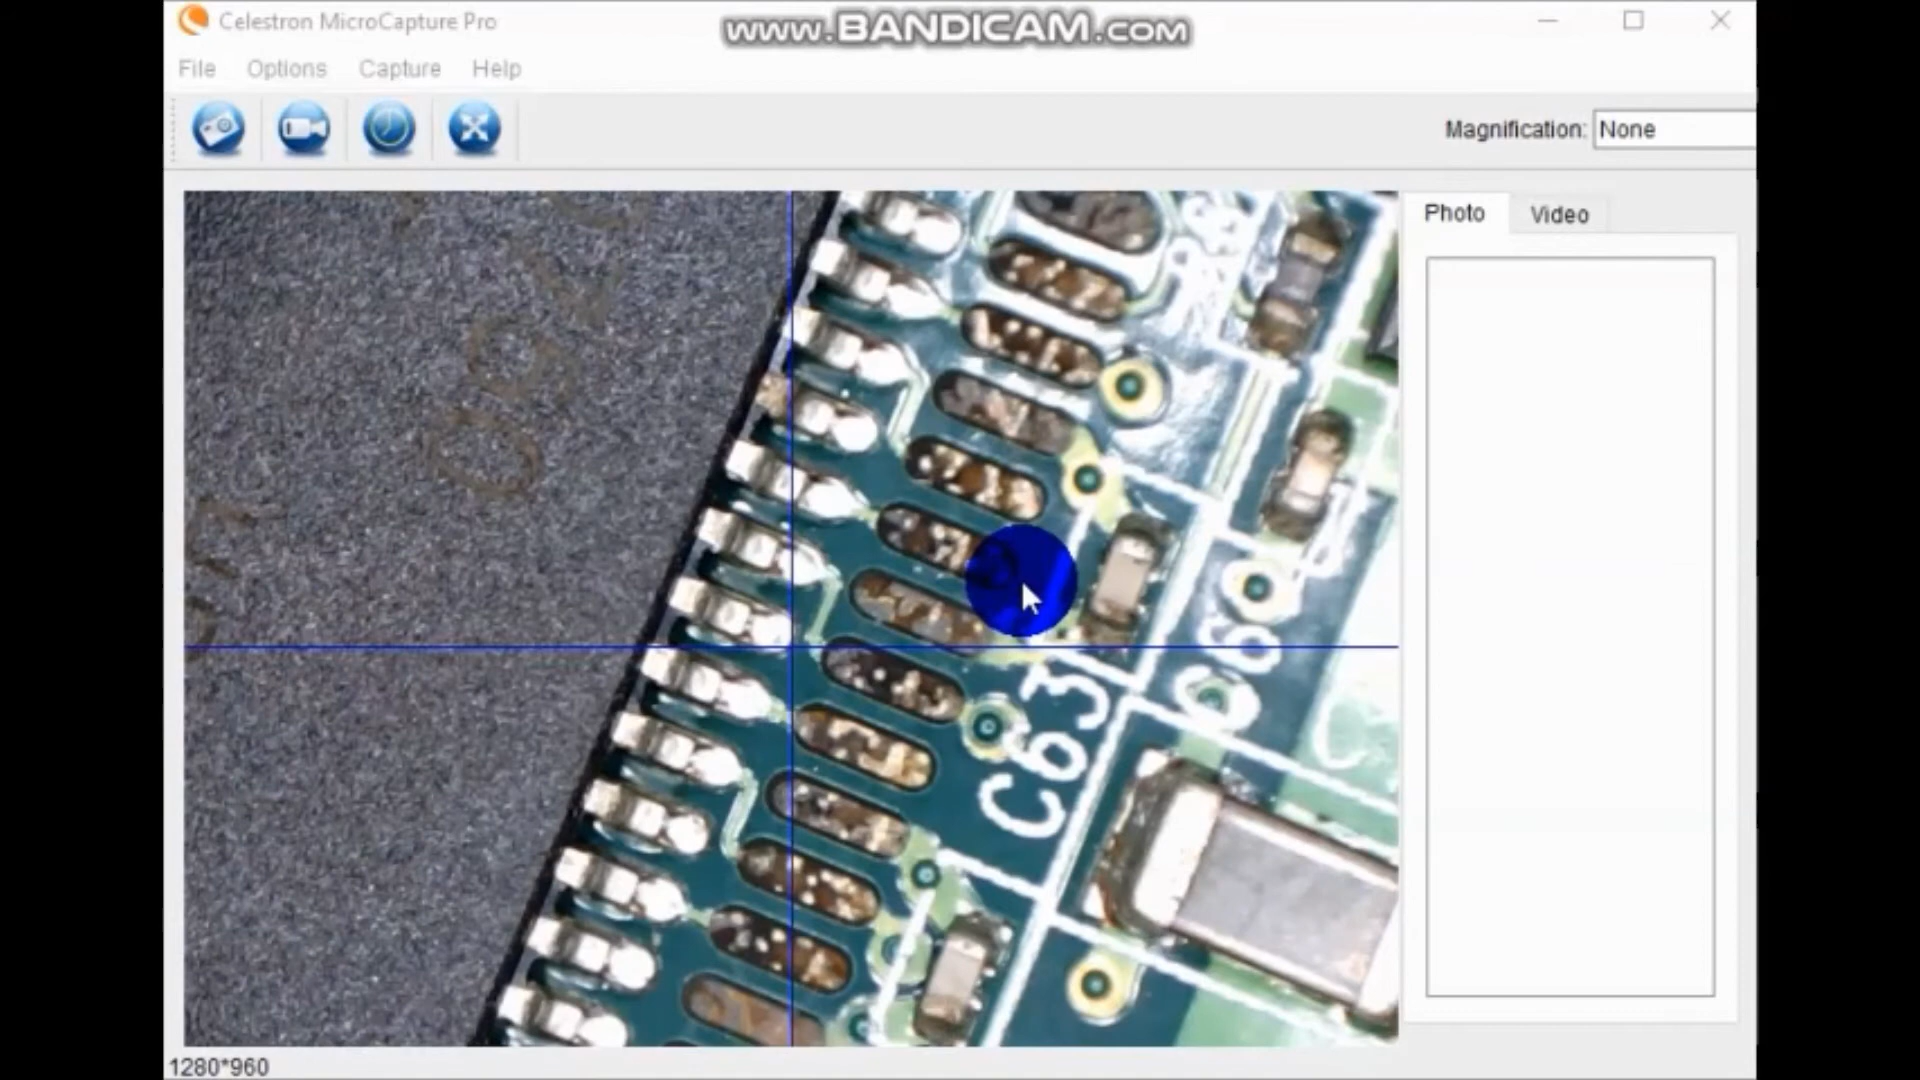 Celestron MicroCapture Pro
www.BANDICAM.com
File Options Capture Help
Magnification: None
Photo Video
C63
1280*960